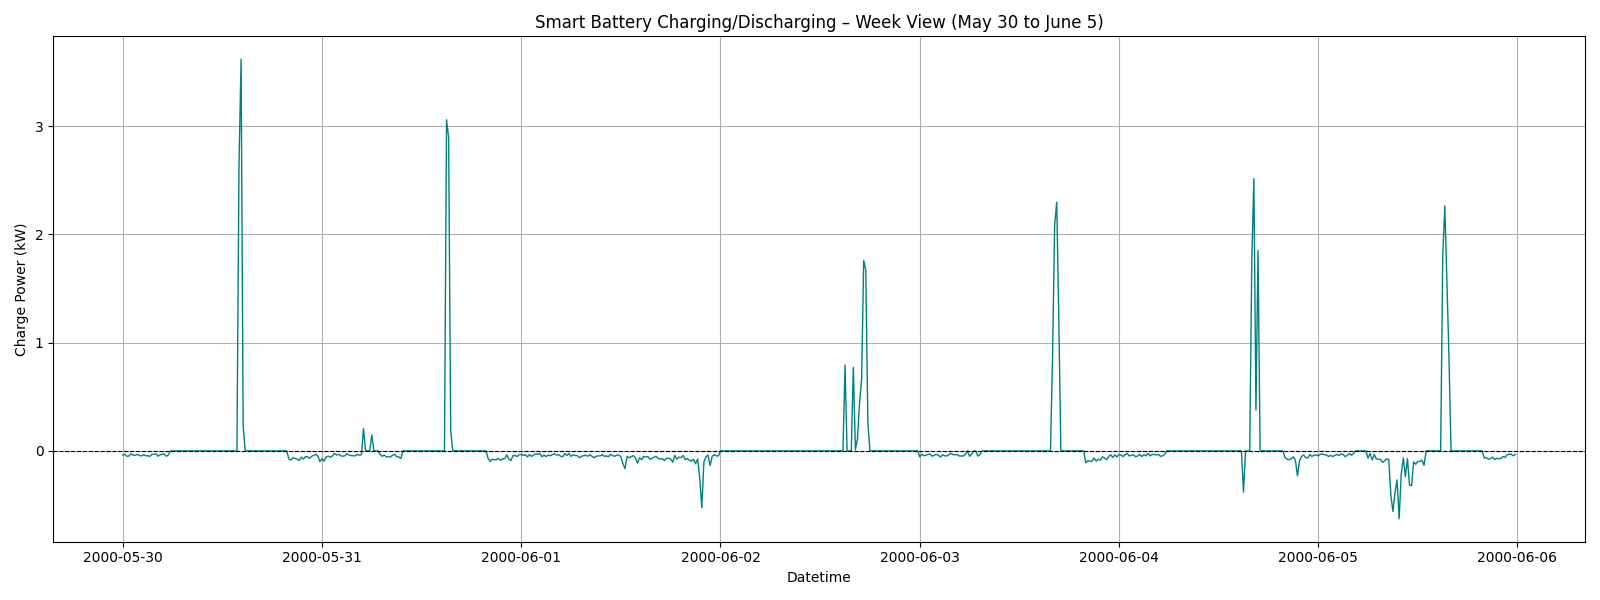 Smart Battery Charging/Discharging – Week View (May 30 to June 5)
Charge Power (kW)
3
2
1
0
2000-05-30 2000-05-31 2000-06-01 2000-06-02 2000-06-03 2000-06-04 2000-06-05 2000-06-06
Datetime